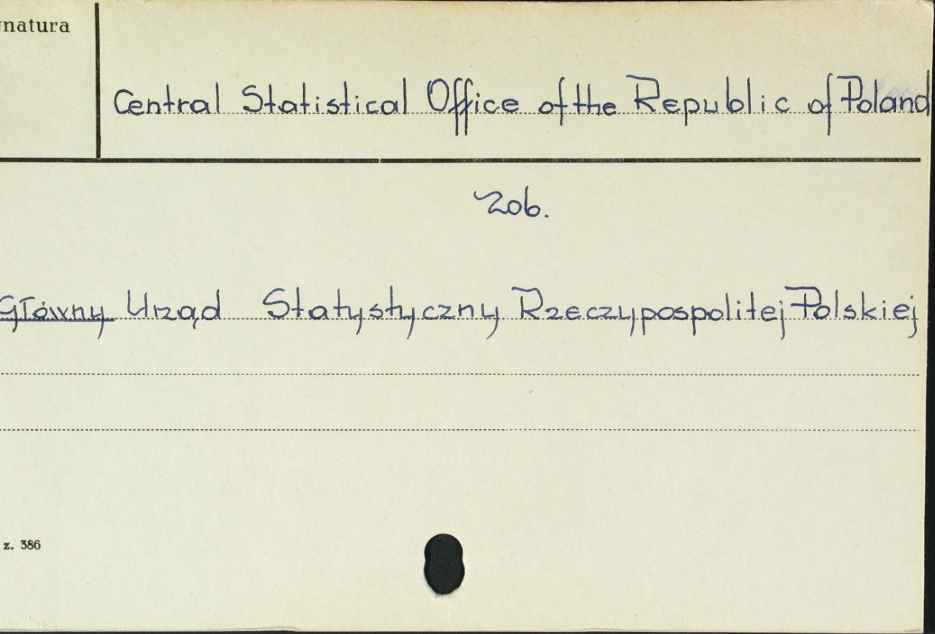 natura
Central Statistical Office of the Republic of Poland
Zob.
Główny Urząd Statystyczny Rzeczypospolitej Polskiej
z. 386